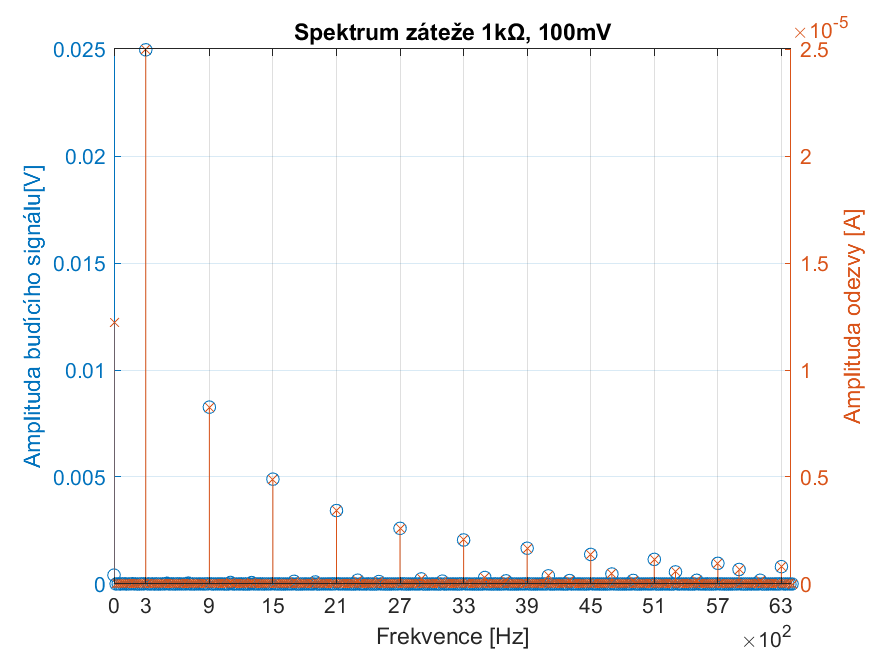 Spektrum záteže 1kΩ, 100mV
×10^-5
0.025
0.02
0.015
0.01
0.005
0
Amplituda budícího signálu[V]
2.5
2
1.5
1
0.5
0
Amplituda odezvy [A]
0 3 9 15 21 27 33 39 45 51 57 63
Frekvence [Hz]
×10^2